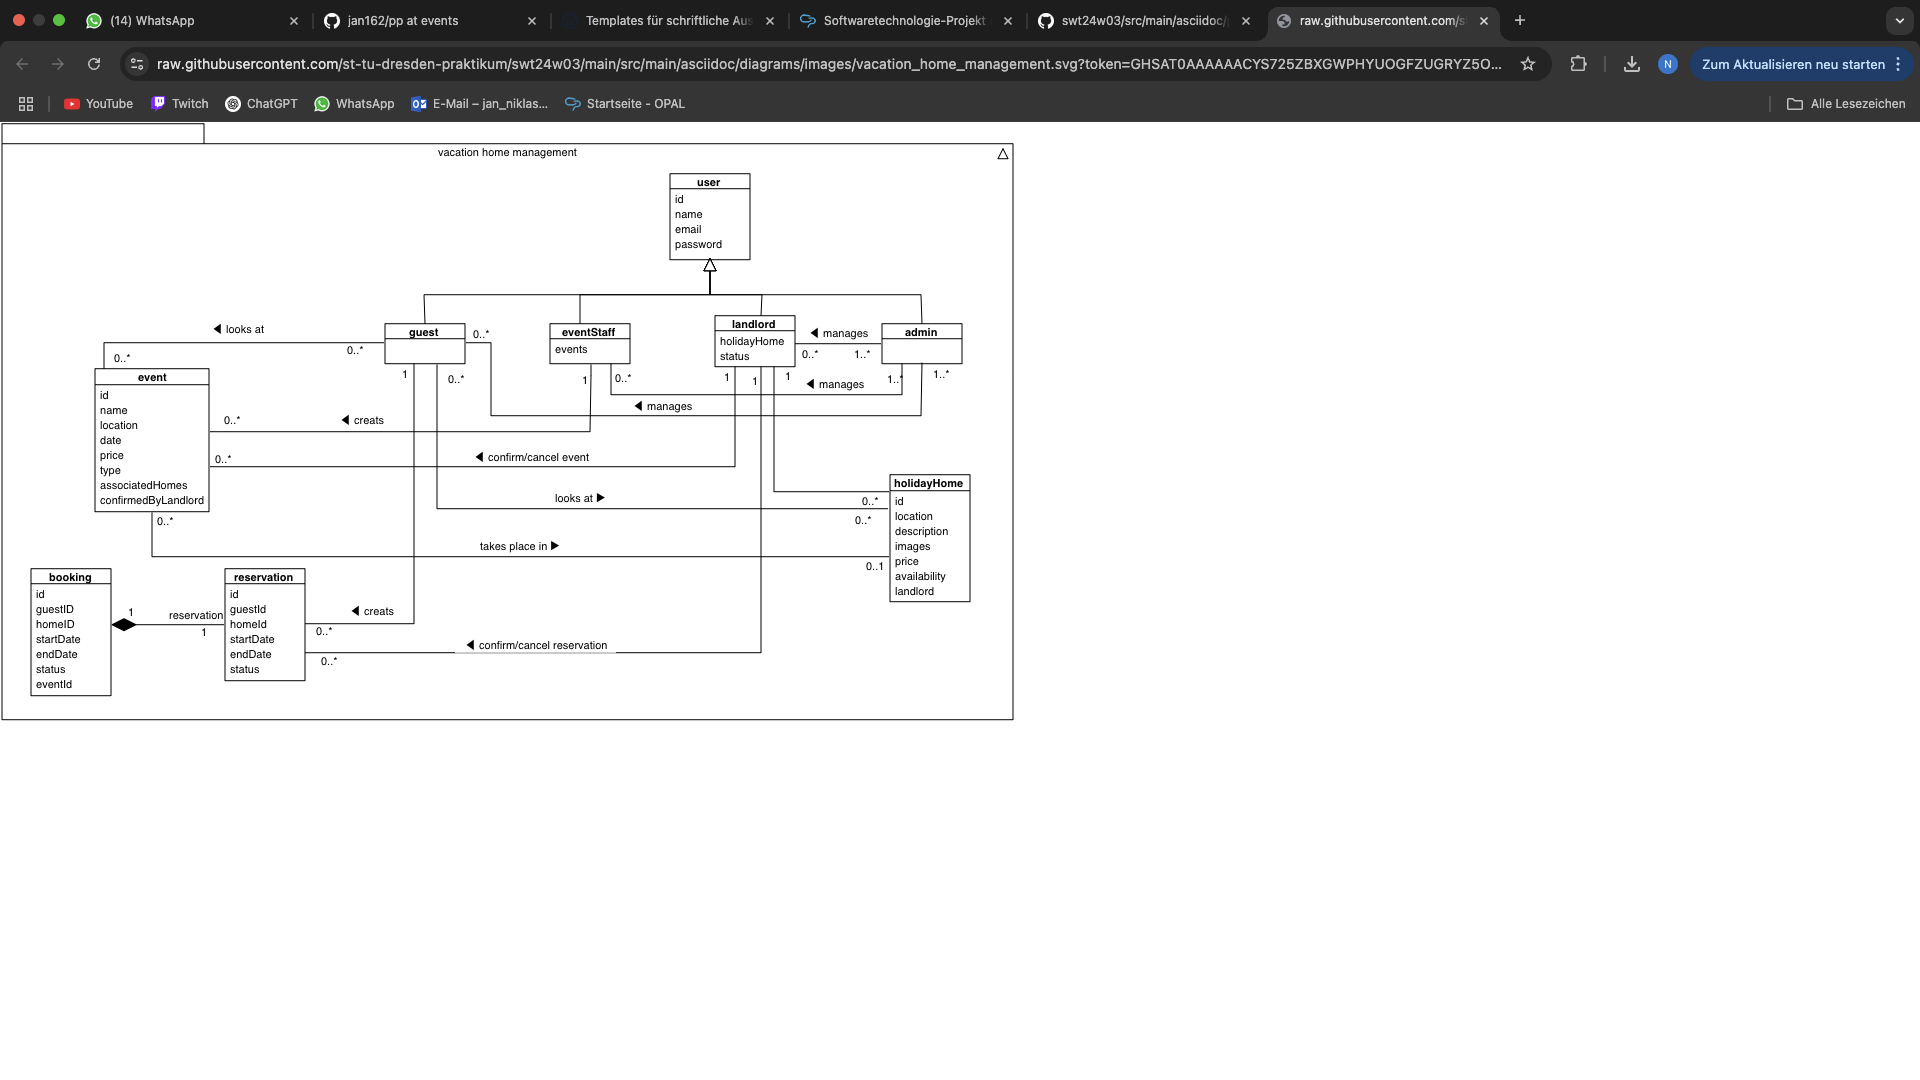 (14) WhatsApp
jan162/pp at events
Templates für schriftliche Aus
Softwaretechnologie-Projekt
swt24w03/src/main/asciidoc/
raw.githubusercontent.com/s
raw.githubusercontent.com/st-tu-dresden-praktikum/swt24w03/main/src/main/asciidoc/diagrams/images/vacation_home_management.svg?token=GHSAT0AAAAAACYS725ZBXGWPHYUOGFZUGRYZ5O...
N
Zum Aktualisieren neu starten
YouTube
Twitch
ChatGPT
WhatsApp
E-Mail – jan_niklas...
Startseite - OPAL
Alle Lesezeichen
vacation home management
user
id
name
email
password
looks at
0..*
0..*
guest
0..*
eventStaff
events
landlord
holidayHome
status
manages
0..*
1..*
admin
1
0..*
1
0..*
1
1
1
manages
1..*
1..*
manages
event
id
name
location
date
price
type
associatedHomes
confirmedByLandlord
0..*
creats
0..*
confirm/cancel event
looks at
0..*
0..*
holidayHome
id
location
description
images
price
availability
landlord
0..*
takes place in
0..1
booking
id
guestID
homeID
startDate
endDate
status
eventId
1
reservation
1
reservation
id
guestId
homeId
startDate
endDate
status
creats
0..*
confirm/cancel reservation
0..*